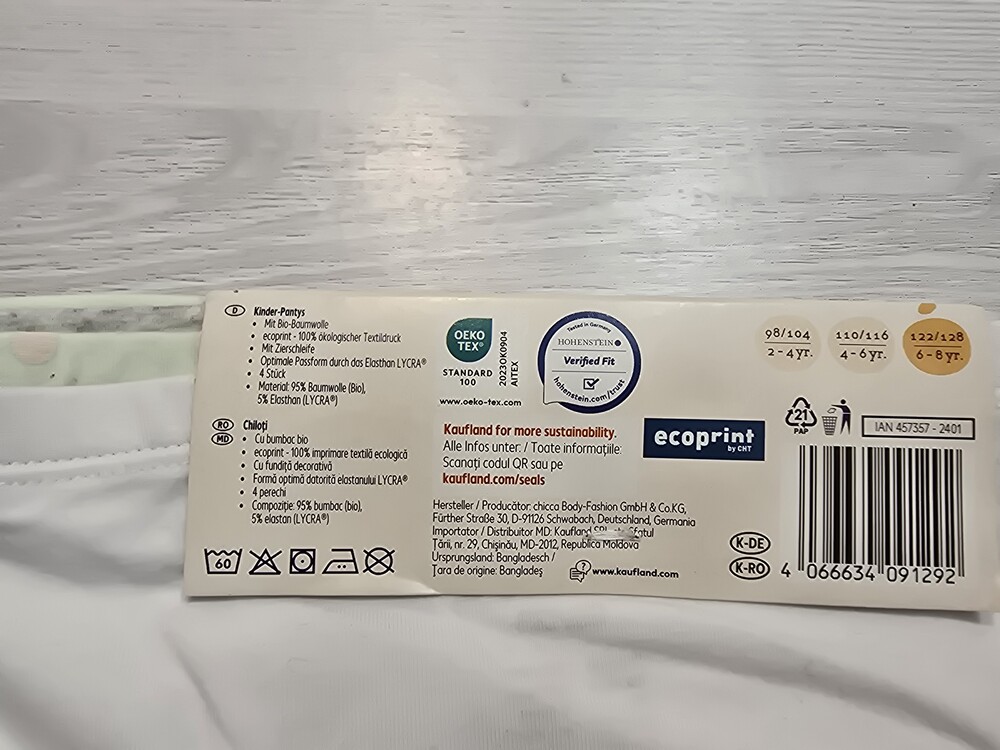 D Kinder-Pantys
• Mit Bio-Baumwolle
• ecoprint - 100% ökologischer Textildruck
• Mit Zierschleife
• Optimale Passform durch das Elasthan LYCRA®
• 4 Stück
• Material: 95% Baumwolle (Bio),
5% Elasthan (LYCRA®)
RO MD Chiloți
• Cu bumbac bio
• ecoprint - 100% imprimare textilă ecologică
• Cu fundiță decorativă
• Formă optimă datorită elastanului LYCRA®
• 4 perechi
• Compoziție: 95% bumbac (bio),
5% elastan (LYCRA®)
60
OEKO
TEX®
STANDARD
100
2023OK0904
AITEX
www.oeko-tex.com
Tested in Germany
HOHENSTEIN
Verified Fit
hohenstein.com/trust
Kaufland for more sustainability.
Alle Infos unter: / Toate informațiile:
Scanați codul QR sau pe
kaufland.com/seals
ecoprint
by CHT
Hersteller / Producător: chicca Body-Fashion GmbH & Co.KG,
Fürther Straße 30, D-91126 Schwabach, Deutschland, Germania
Importator / Distribuitor MD: Kaufland SRL, str. Sfatul
Țării, nr. 29, Chișinău, MD-2012, Republica Moldova
Ursprungsland: Bangladesch /
Țara de origine: Bangladeș
www.kaufland.com
98/104
2-4 yr.
110/116
4-6 yr.
122/128
6-8 yr.
21
PAP
IAN 457357 - 2401
K-DE
K-RO
4 066634 091292